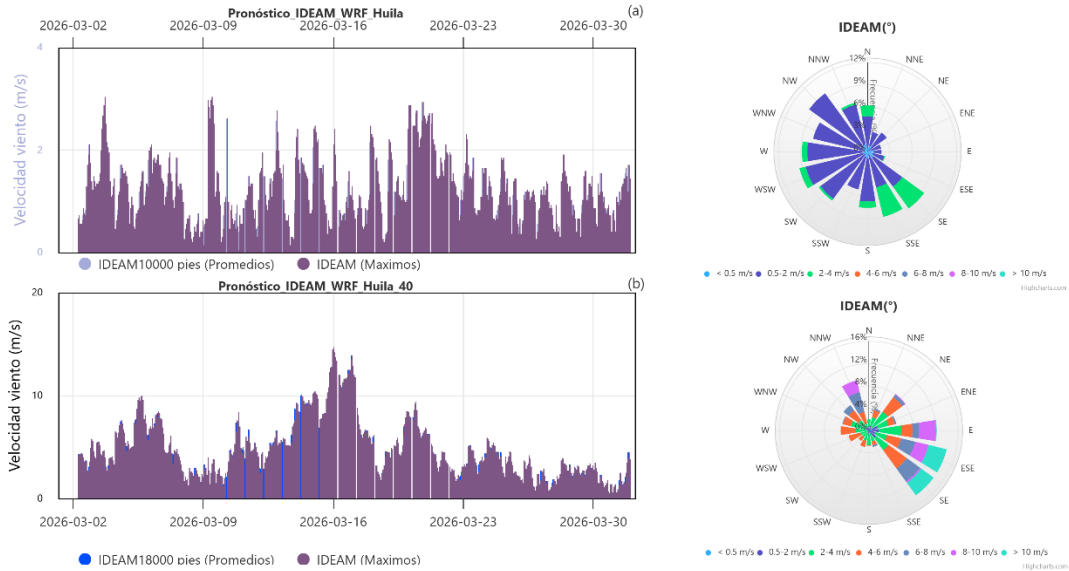 Pronóstico_IDEAM_WRF_Huila
(a)
2026-03-02 2026-03-09 2026-03-16 2026-03-23 2026-03-30
Velocidad viento (m/s)
4
2
0
IDEAM10000 pies (Promedios) IDEAM (Maximos)
IDEAM(°)
N
NNE
NE
ENE
E
ESE
SE
SSE
S
SSW
SW
WSW
W
WNW
NW
NNW
12%
9%
6%
3%
Frecuencia (%)
< 0.5 m/s 0.5-2 m/s 2-4 m/s 4-6 m/s 6-8 m/s 8-10 m/s > 10 m/s
Highcharts.com
Pronóstico_IDEAM_WRF_Huila_40
(b)
Velocidad viento (m/s)
20
10
0
2026-03-02 2026-03-09 2026-03-16 2026-03-23 2026-03-30
IDEAM18000 pies (Promedios) IDEAM (Maximos)
IDEAM(°)
N
NNE
NE
ENE
E
ESE
SE
SSE
S
SSW
SW
WSW
W
WNW
NW
NNW
16%
12%
8%
4%
Frecuencia (%)
< 0.5 m/s 0.5-2 m/s 2-4 m/s 4-6 m/s 6-8 m/s 8-10 m/s > 10 m/s
Highcharts.com